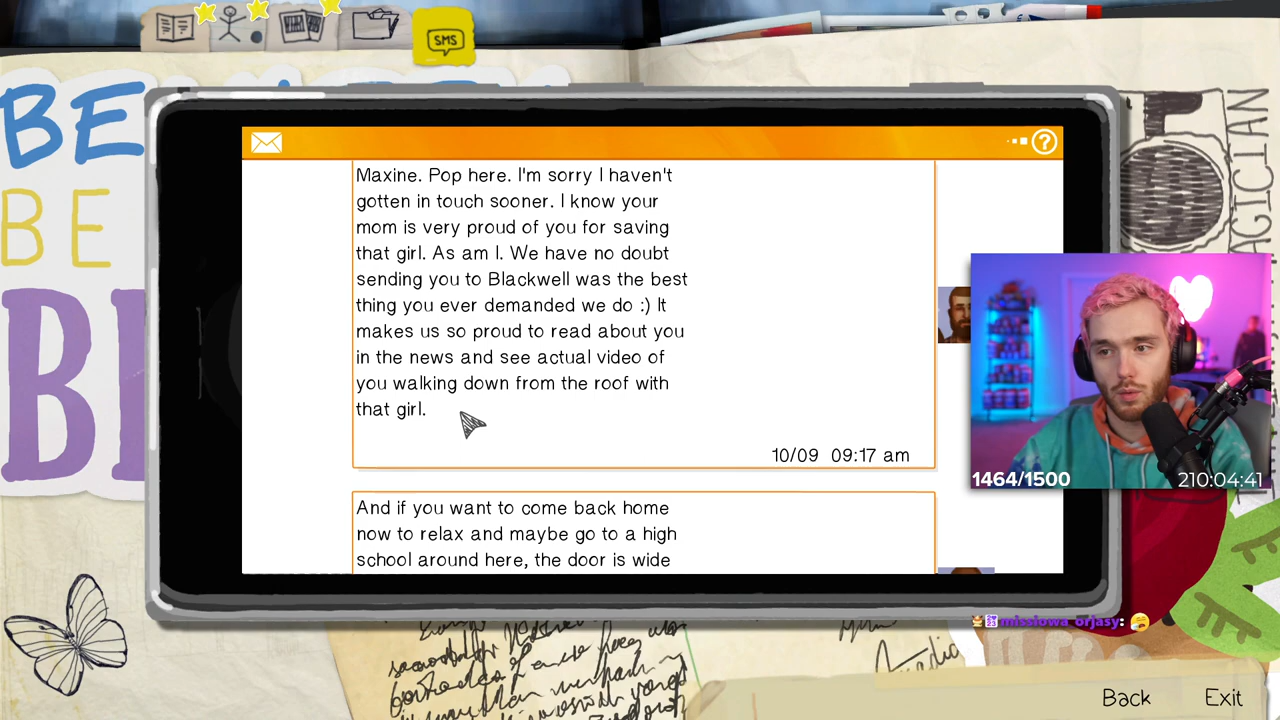 SMS
BE
BE
MAGICIAN
Maxine. Pop here. I'm sorry I haven't
gotten in touch sooner. I know your
mom is very proud of you for saving
that girl. As am I. We have no doubt
sending you to Blackwell was the best
thing you ever demanded we do :) It
makes us so proud to read about you
in the news and see actual video of
you walking down from the roof with
that girl.
10/09 09:17 am
And if you want to come back home
now to relax and maybe go to a high
school around here, the door is wide
1464/1500
210:04:41
missiowa_orjasy:
Back
Exit